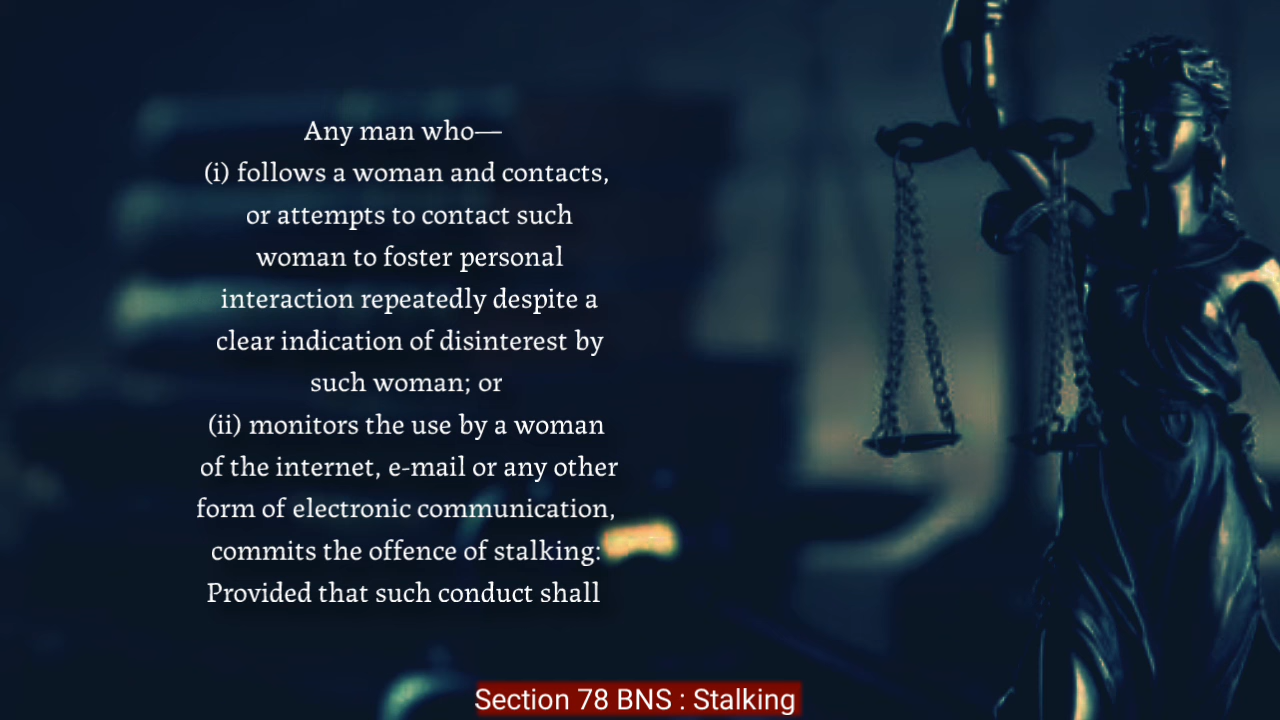 Any man who—
(i) follows a woman and contacts,
or attempts to contact such
woman to foster personal
interaction repeatedly despite a
clear indication of disinterest by
such woman; or
(ii) monitors the use by a woman
of the internet, e-mail or any other
form of electronic communication,
commits the offence of stalking:
Provided that such conduct shall
Section 78 BNS : Stalking